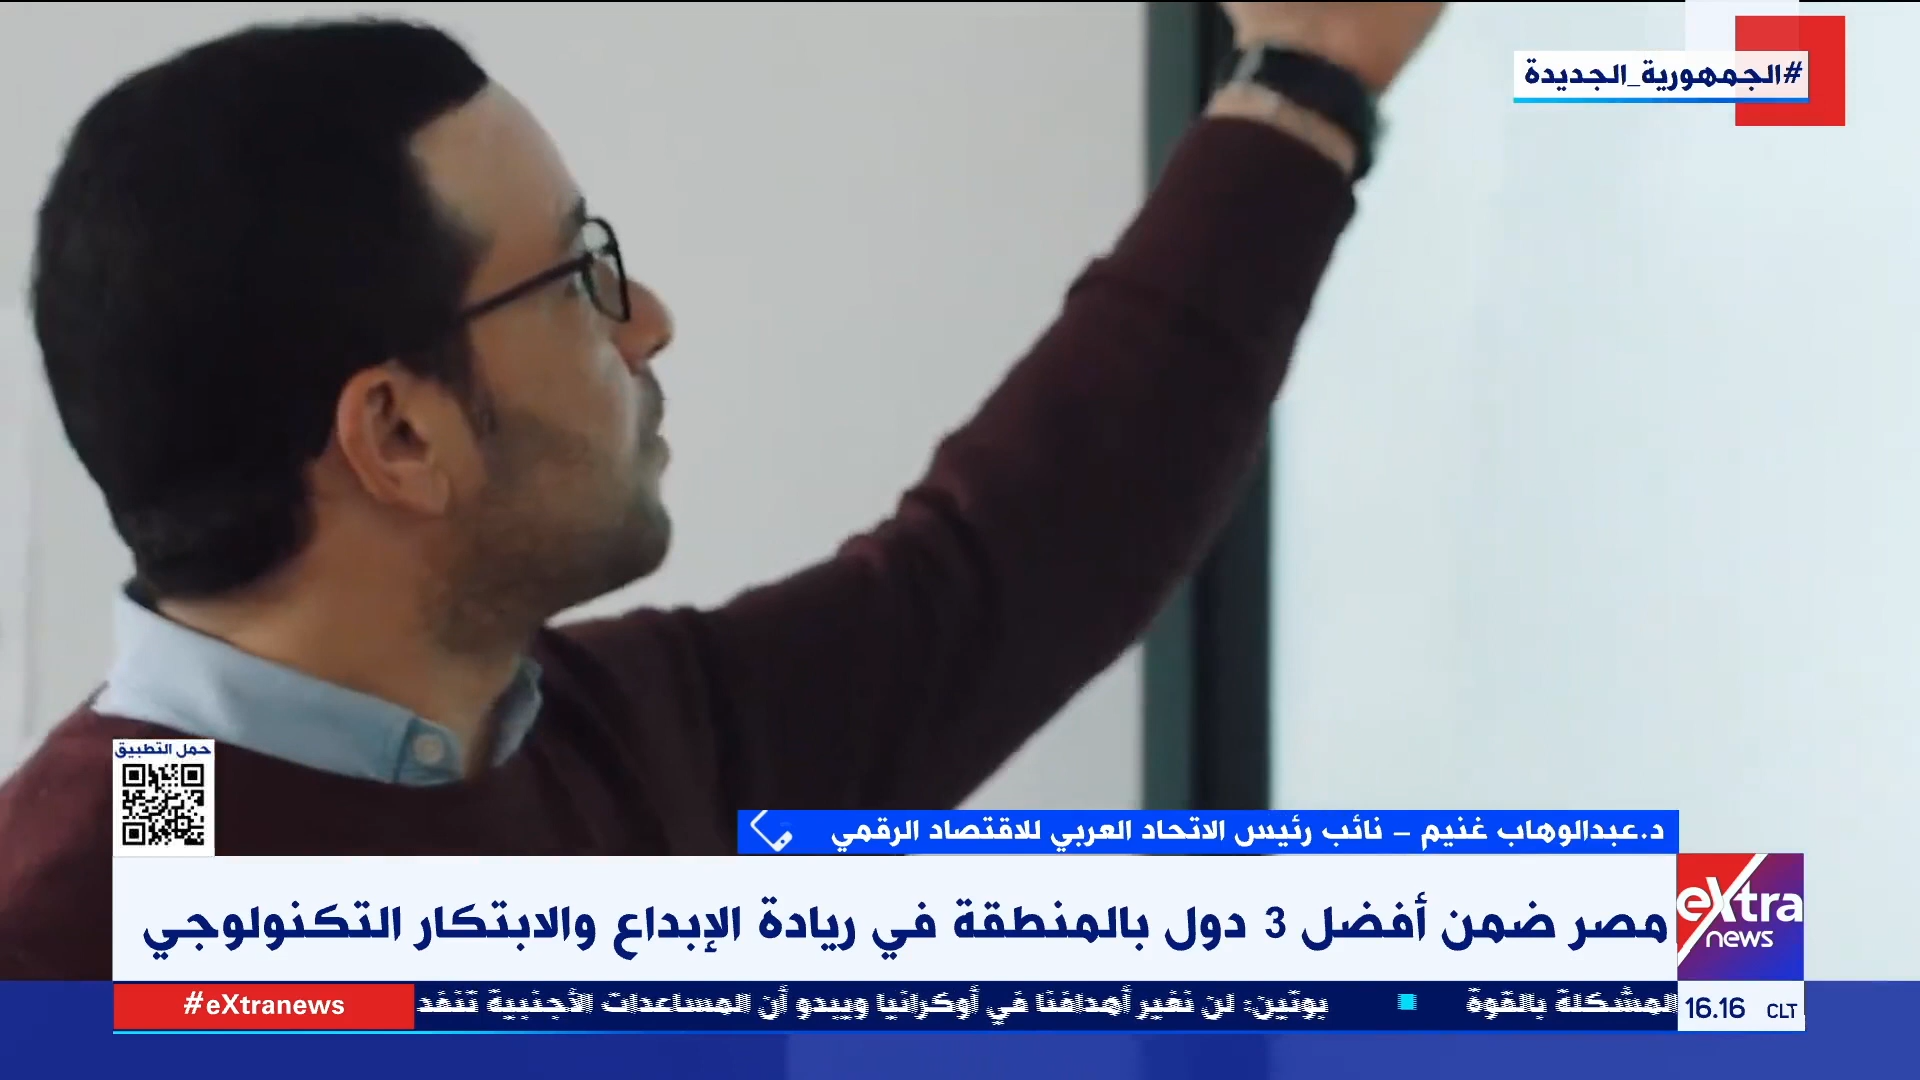 #الجمهورية_الجديدة
حمل التطبيق
د.عبدالوهاب غنيم – نائب رئيس الاتحاد العربي للاقتصاد الرقمي
مصر ضمن أفضل 3 دول بالمنطقة في ريادة الإبداع والابتكار التكنولوجي
eXtra
news
المشكلة بالقوة ■ بوتين: لن نغير أهدافنا في أوكرانيا ويبدو أن المساعدات الأجنبية تنفد
#eXtranews
16.16 CLT